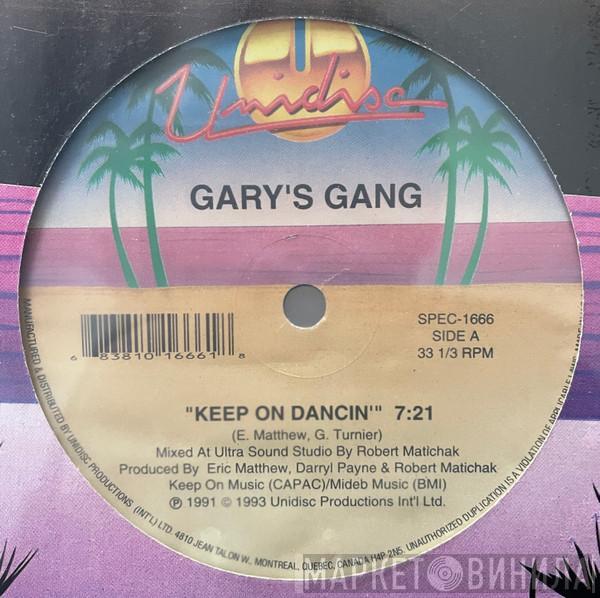 Unidisc
GARY'S GANG
SPEC-1666
SIDE A
33 1/3 RPM
6 83810 16661 8
"KEEP ON DANCIN'" 7:21
(E. Matthew, G. Turnier)
Mixed At Ultra Sound Studio By Robert Matichak
Produced By Eric Matthew, Darryl Payne & Robert Matichak
Keep On Music (CAPAC)/Mideb Music (BMI)
℗ 1991 © 1993 Unidisc Productions Int'l Ltd.
MANUFACTURED & DISTRIBUTED BY UNIDISC PRODUCTIONS (INT'L) LTD. 4810 JEAN TALON W., MONTREAL, QUEBEC, CANADA H4P 2N5. UNAUTHORIZED DUPLICATION IS A VIOLATION OF APPLICABLE LAWS.
МАРКЕТ ВИНИЛА